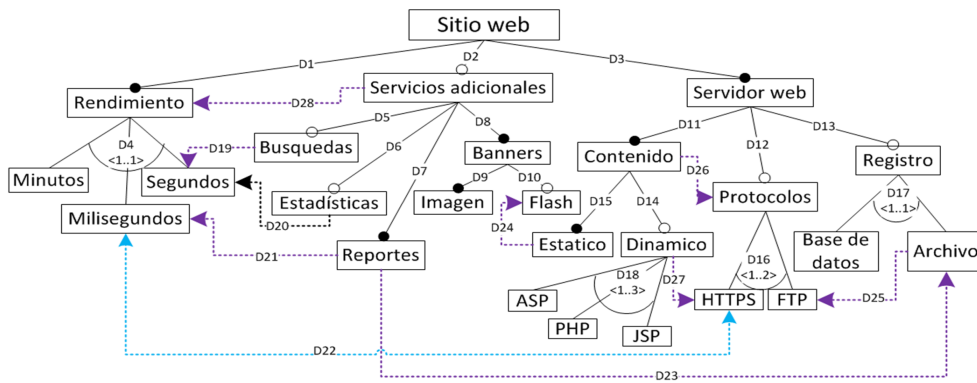 Sitio web
D1
D2
D3
Rendimiento
D28
Servicios adicionales
Servidor web
D4
<1..1>
D19
D5
D6
D7
D8
D11
D12
D13
Busquedas
Banners
Contenido
D26
Registro
Minutos
Segundos
D9
D10
Protocolos
D17
<1..1>
Estadísticas
Imagen
Flash
D15
D14
Milisegundos
D20
D24
Estatico
Dinamico
D16
<1..2>
Base de
datos
Archivo
D21
Reportes
D18
<1..3>
D27
ASP
PHP
JSP
HTTPS
FTP
D25
D22
D23